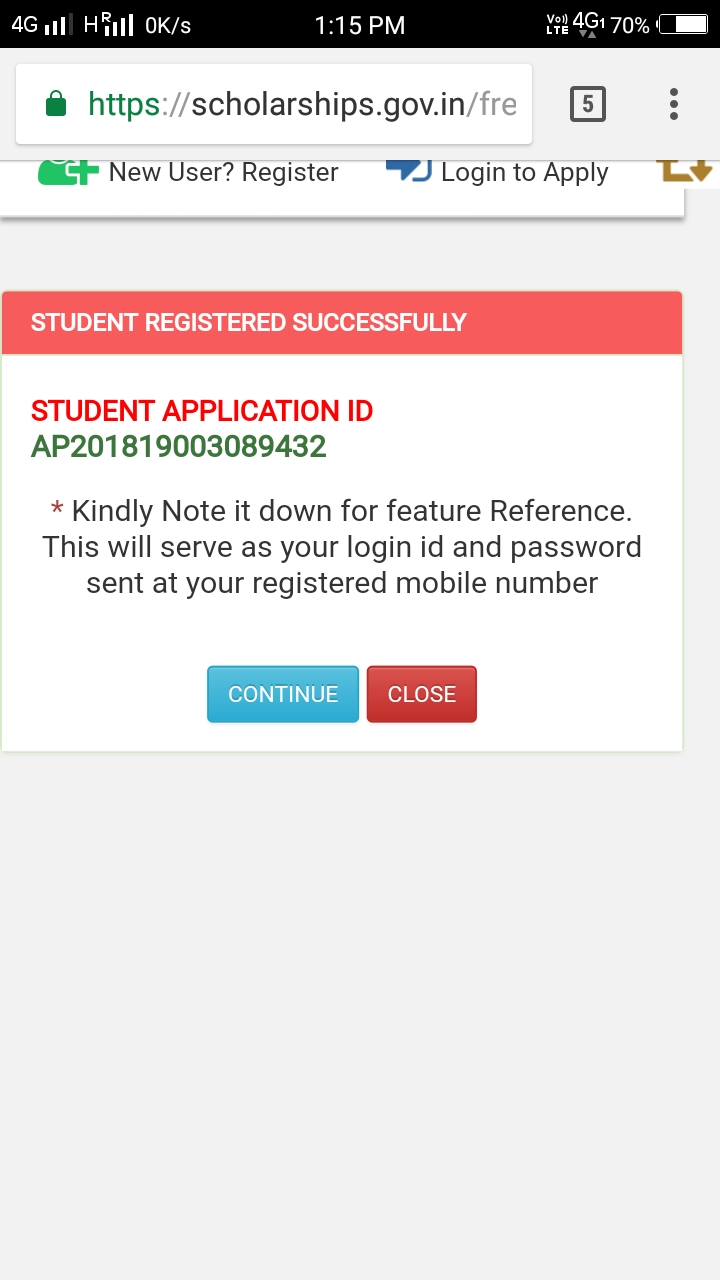 4G H R 0K/s 1:15 PM Vo)) LTE 4G1 70%
https://scholarships.gov.in/fre 5
New User? Register Login to Apply
STUDENT REGISTERED SUCCESSFULLY
STUDENT APPLICATION ID
AP201819003089432
* Kindly Note it down for feature Reference.
This will serve as your login id and password
sent at your registered mobile number
CONTINUE CLOSE